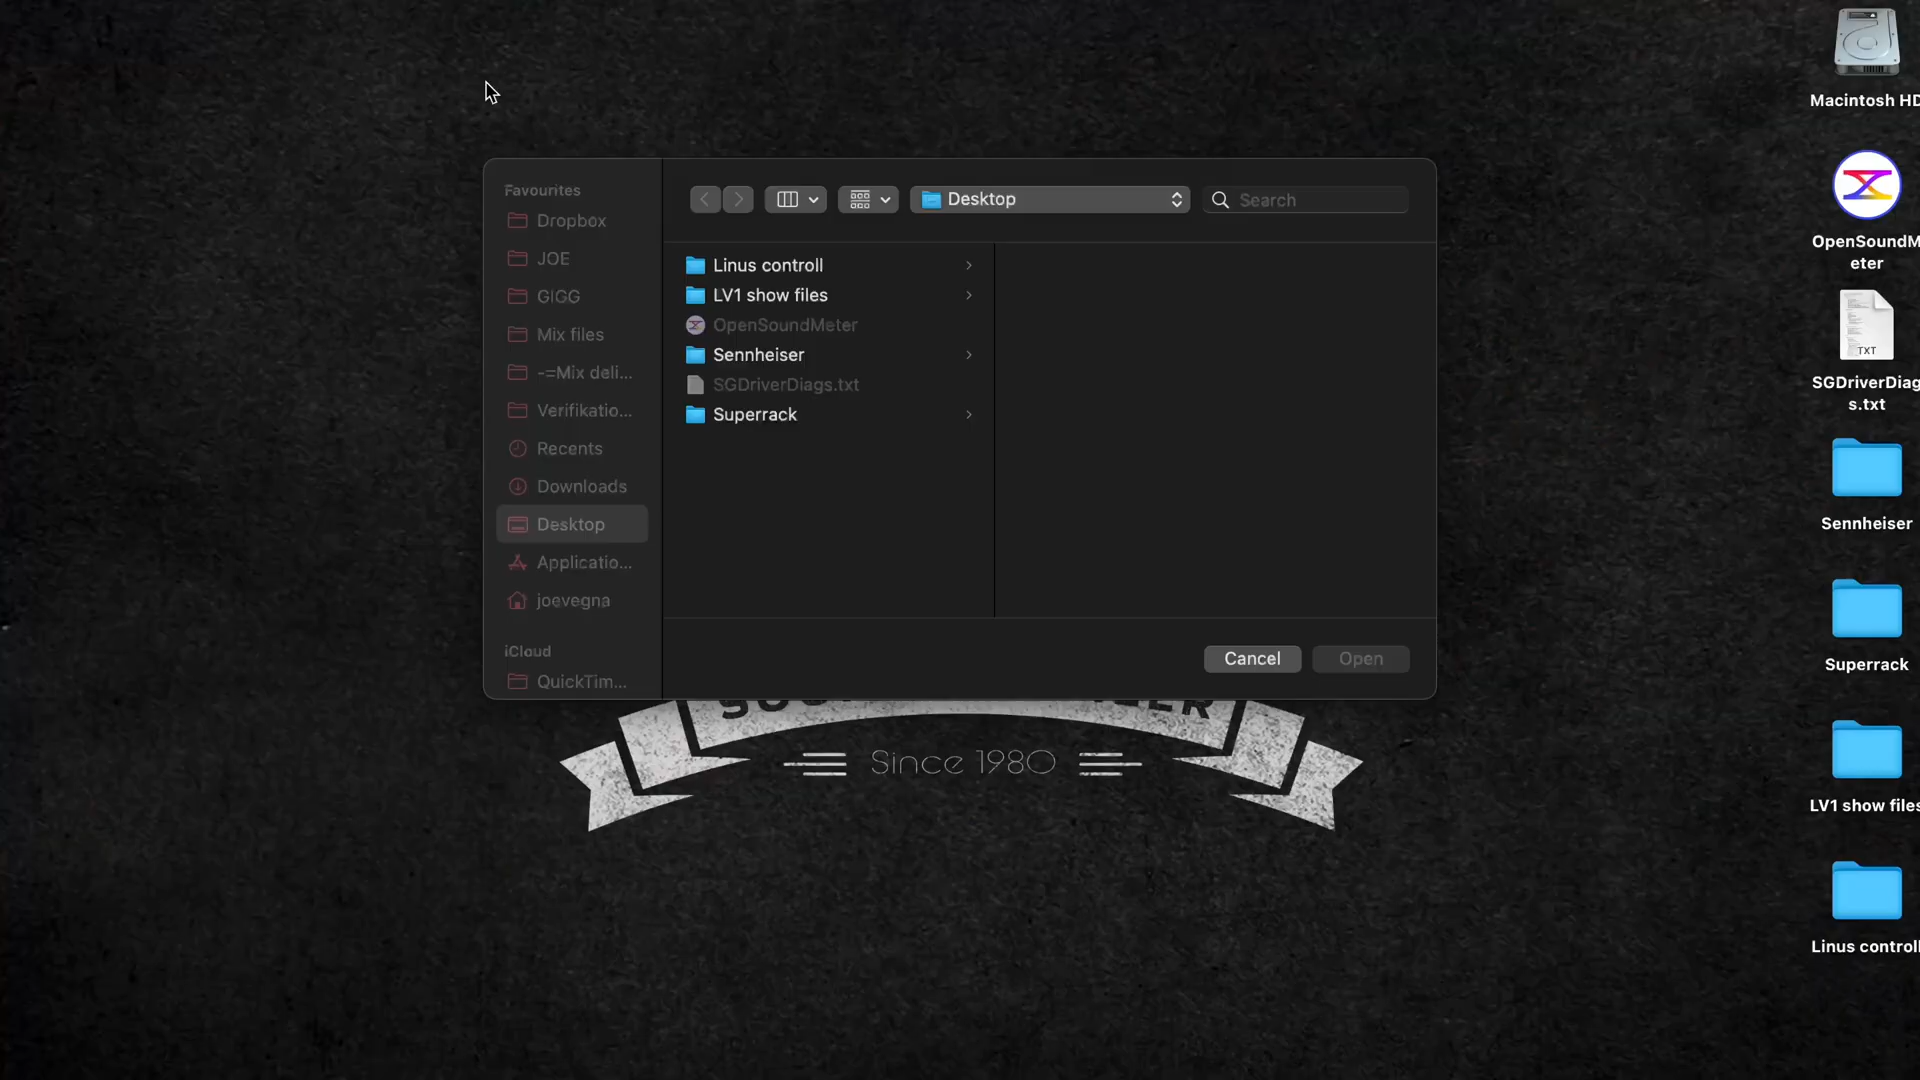 Favourites
Dropbox
JOE
GIGG
Mix files
-=Mix deli...
Verifikatio...
Recents
Downloads
Desktop
Applicatio...
joevegna
iCloud
QuickTim...
Desktop
Search
Linus controll
LV1 show files
OpenSoundMeter
Sennheiser
SGDriverDiags.txt
Superrack
Cancel
Open
Since 1980
Macintosh HD
OpenSoundM
eter
TXT
SGDriverDiag
s.txt
Sennheiser
Superrack
LV1 show files
Linus controll